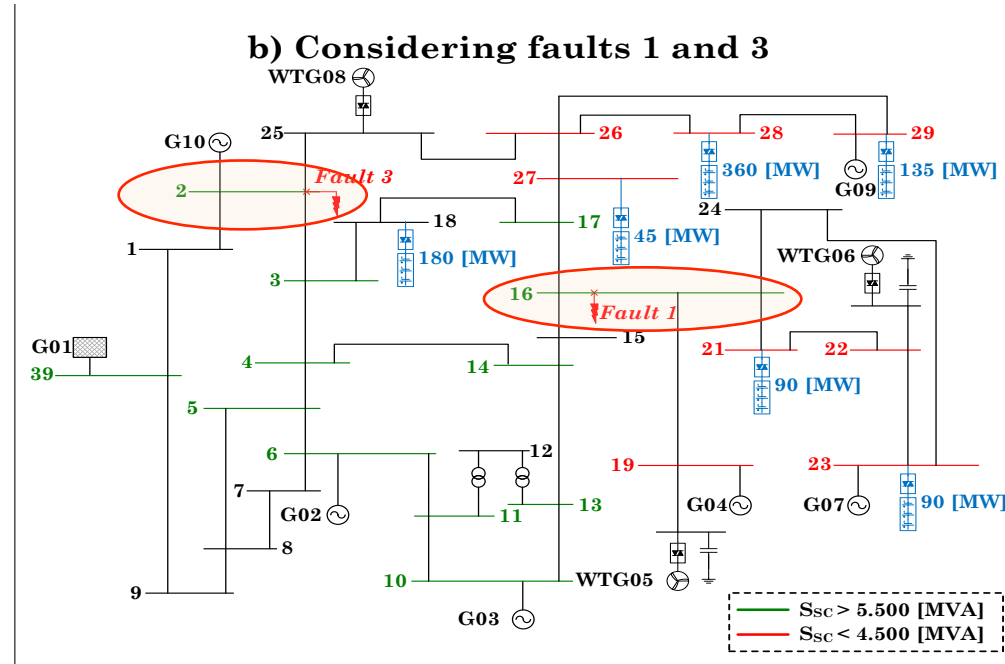 b) Considering faults 1 and 3
WTG08
25
26
28
29
G10
Fault 3
27
360 [MW]
135 [MW]
2
G09
18
17
24
1
180 [MW]
45 [MW]
WTG06
3
16
Fault 1
G01
15
39
4
14
21
22
5
90 [MW]
6
12
19
23
7
G02
11
13
G04
G07
90 [MW]
8
9
10
WTG05
G03
SSC > 5.500 [MVA]
SSC < 4.500 [MVA]